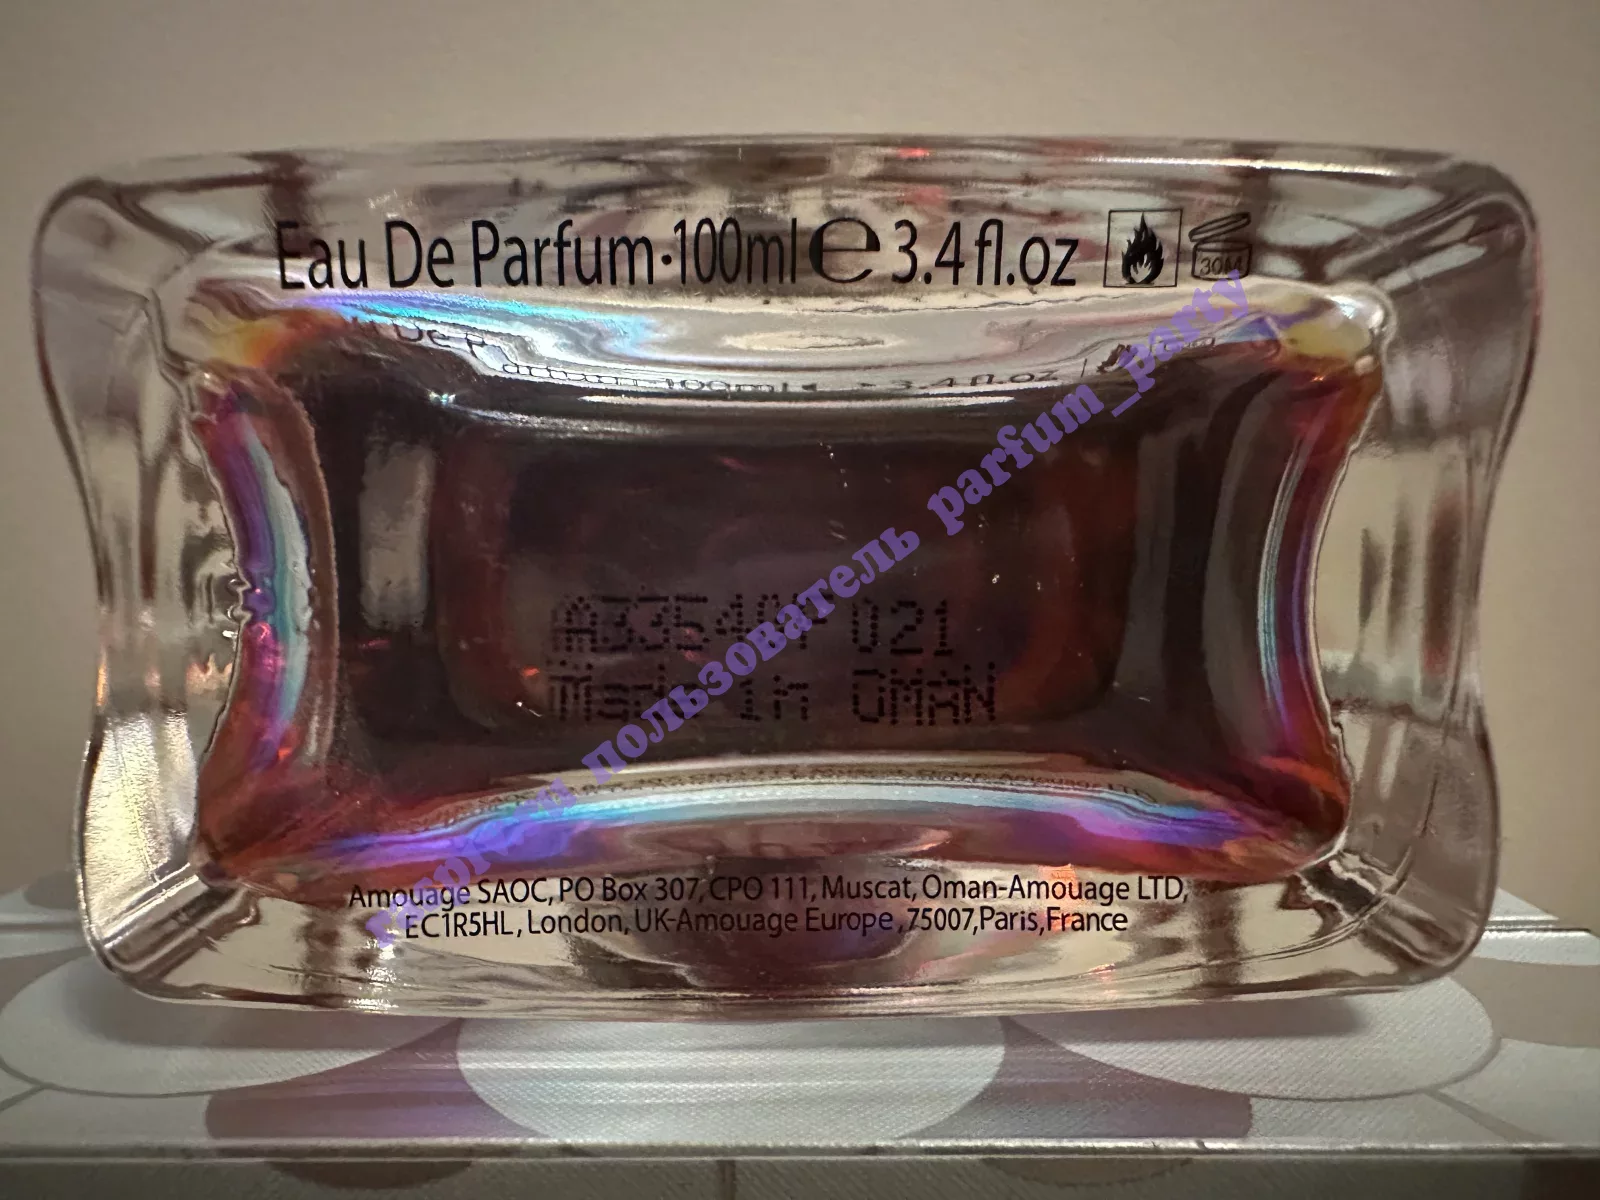 Eau De Parfum·100ml e 3.4 fl.oz 30M
021
Made in OMAN
Amouage SAOC, PO Box 307, CPO 111, Muscat, Oman-Amouage LTD,
EC1R5HL, London, UK-Amouage Europe, 75007, Paris, France
пользователь parfum_party